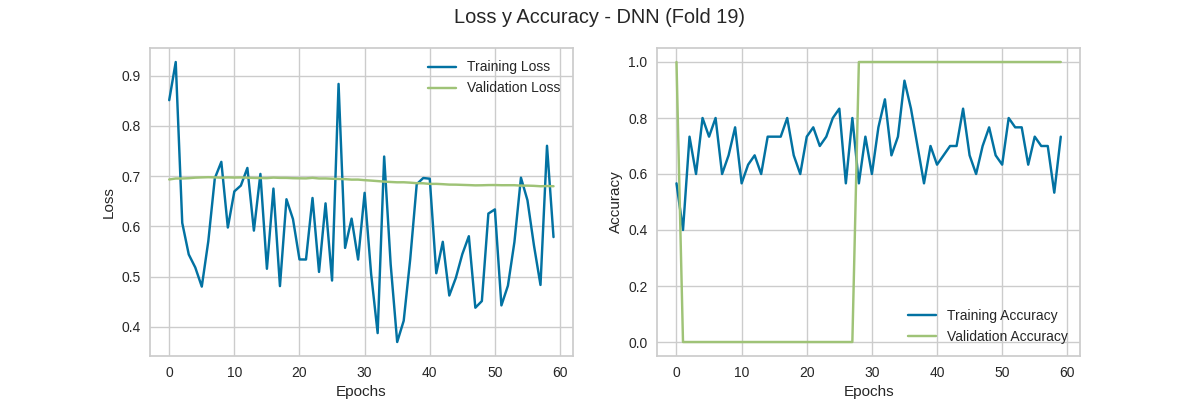 Loss y Accuracy - DNN (Fold 19)
Training Loss
Validation Loss
0.9
0.8
0.7
0.6
0.5
0.4
Loss
0 10 20 30 40 50 60
Epochs
1.0
0.8
0.6
0.4
0.2
0.0
Accuracy
Training Accuracy
Validation Accuracy
0 10 20 30 40 50 60
Epochs